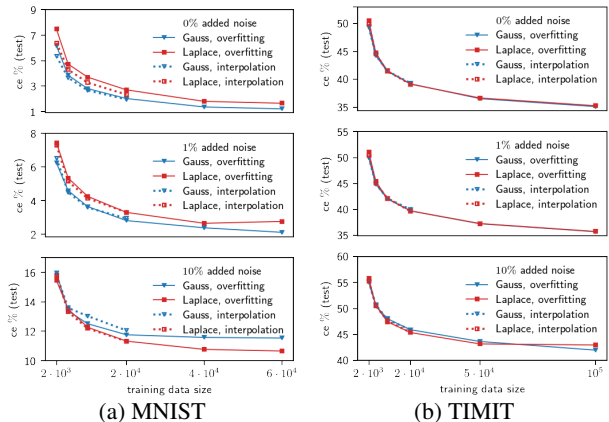 9
7
5
3
1
ce % (test)
0% added noise
Gauss, overfitting
Laplace, overfitting
Gauss, interpolation
Laplace, interpolation
8
6
4
2
ce % (test)
1% added noise
Gauss, overfitting
Laplace, overfitting
Gauss, interpolation
Laplace, interpolation
16
14
12
10
ce % (test)
10% added noise
Gauss, overfitting
Laplace, overfitting
Gauss, interpolation
Laplace, interpolation
2 · 10³ 2 · 10⁴ 4 · 10⁴ 6 · 10⁴
training data size
(a) MNIST
50
45
40
35
ce % (test)
0% added noise
Gauss, overfitting
Laplace, overfitting
Gauss, interpolation
Laplace, interpolation
55
50
45
40
35
ce % (test)
1% added noise
Gauss, overfitting
Laplace, overfitting
Gauss, interpolation
Laplace, interpolation
60
55
50
45
40
ce % (test)
10% added noise
Gauss, overfitting
Laplace, overfitting
Gauss, interpolation
Laplace, interpolation
2 · 10³ 2 · 10⁴ 5 · 10⁴ 10⁵
training data size
(b) TIMIT